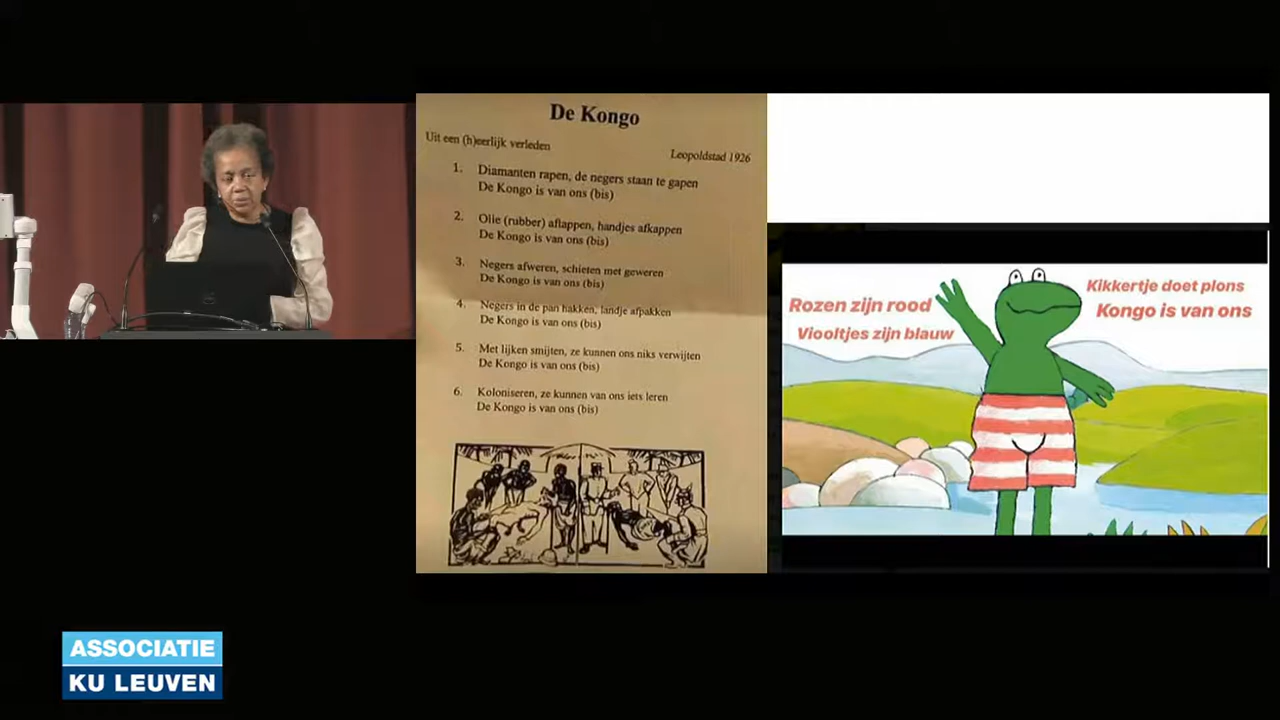 De Kongo
Uit een (h)eerlijk verleden
Leopoldstad 1926
1. Diamanten rapen, de negers staan te gapen
De Kongo is van ons (bis)
2. Olie (rubber) aftappen, handjes afkappen
De Kongo is van ons (bis)
3. Negers afweren, schieten met geweren
De Kongo is van ons (bis)
4. Negers in de pan hakken, landje afpakken
De Kongo is van ons (bis)
5. Met lijken smijten, ze kunnen ons niks verwijten
De Kongo is van ons (bis)
6. Koloniseren, ze kunnen van ons iets leren
De Kongo is van ons (bis)
Rozen zijn rood
Viooltjes zijn blauw
Kikkertje doet plons
Kongo is van ons
ASSOCIATIE
KU LEUVEN